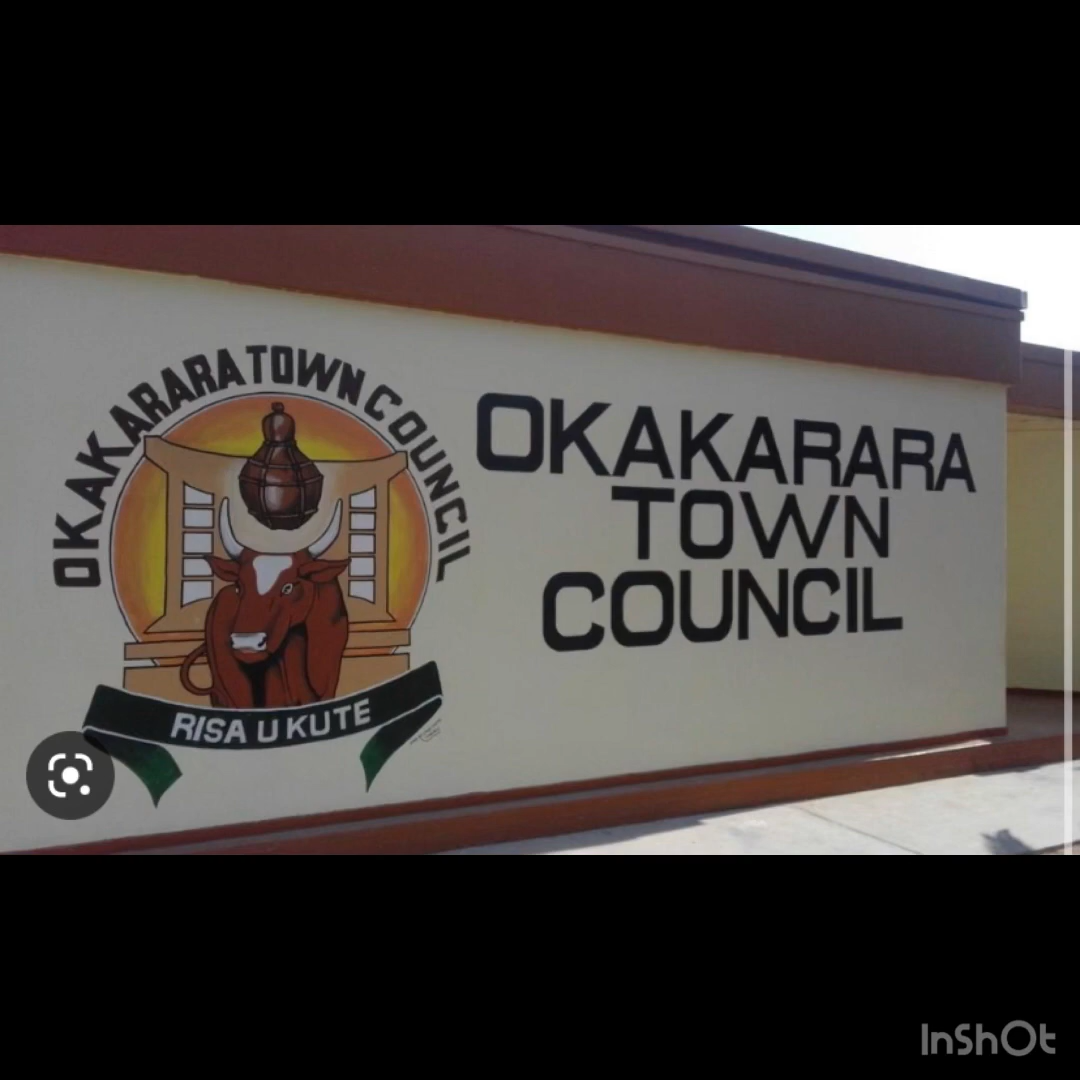 OKAKARARA TOWN COUNCIL
RISA U KUTE
OKAKARARA
TOWN
COUNCIL
InShOt